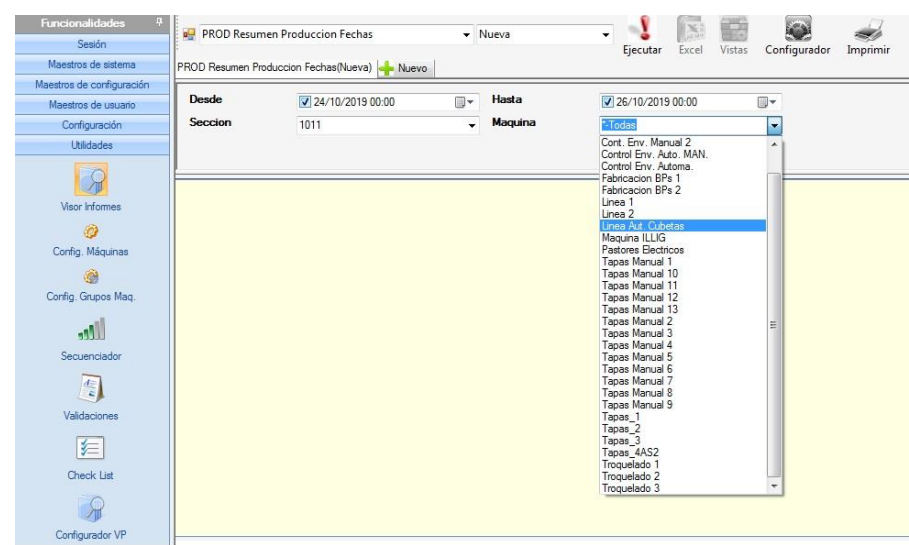 Funcionalidades
Sesión
Maestros de sistema
Maestros de configuración
Maestros de usuario
Configuración
Utilidades
Visor Informes
Config. Máquinas
Config. Grupos Maq.
Secuenciador
Validaciones
Check List
Configurador VP
PROD Resumen Produccion Fechas Nueva
Ejecutar Excel Vistas Configurador Imprimir
PROD Resumen Produccion Fechas(Nueva) Nuevo
Desde 24/10/2019 00:00 Hasta 26/10/2019 00:00
Seccion 1011 Maquina *-Todas
Cont. Env. Manual 2
Control Env. Auto. MAN.
Control Env. Automa.
Fabricacion BPs 1
Fabricacion BPs 2
Linea 1
Linea 2
Linea Aut. Cubetas
Maquina ILLIG
Pastores Electricos
Tapas Manual 1
Tapas Manual 10
Tapas Manual 11
Tapas Manual 12
Tapas Manual 13
Tapas Manual 2
Tapas Manual 3
Tapas Manual 4
Tapas Manual 5
Tapas Manual 6
Tapas Manual 7
Tapas Manual 8
Tapas Manual 9
Tapas_1
Tapas_2
Tapas_3
Tapas_4AS2
Troquelado 1
Troquelado 2
Troquelado 3